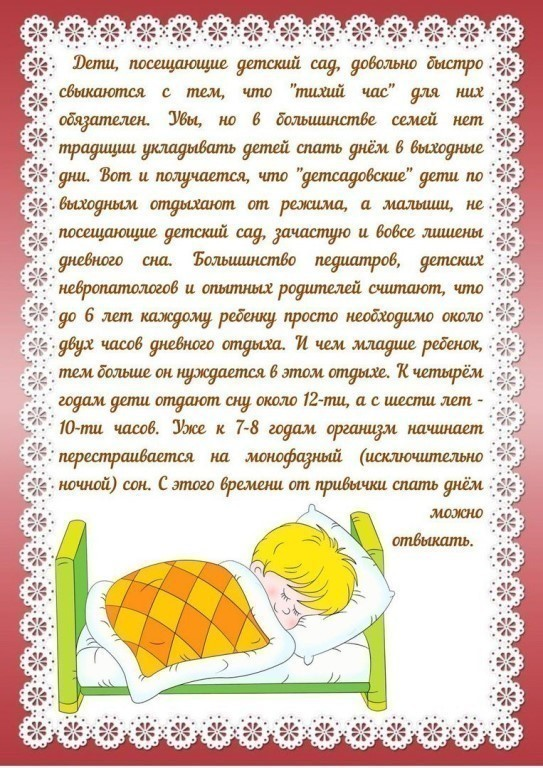 Дети, посещающие детский сад, довольно быстро
свыкаются с тем, что "тихий час" для них
обязателен. Увы, но в большинстве семей нет
традиции укладывать детей спать днём в выходные
дни. Вот и получается, что "детсадовские" дети по
выходным отдыхают от режима, а малыши, не
посещающие детский сад, зачастую и вовсе лишены
дневного сна. Большинство педиатров, детских
невропатологов и опытных родителей считают, что
до 6 лет каждому ребенку просто необходимо около
двух часов дневного отдыха. И чем младше ребенок,
тем больше он нуждается в этом отдыхе. К четырём
годам дети отдают сну около 12-ти, а с шести лет -
10-ти часов. Уже к 7-8 годам организм начинает
перестраивается на монофазный (исключительно
ночной) сон. С этого времени от привычки спать днём
можно
отвыкать.